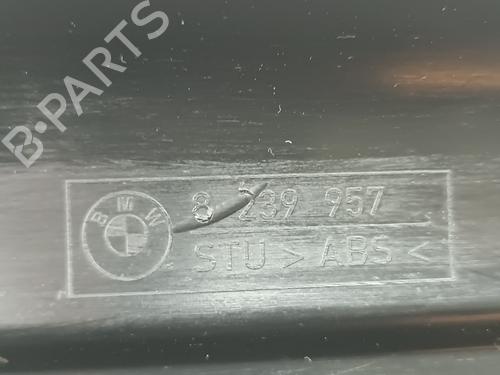 B-PARTS
BMW
8 239 957
STU > ABS <